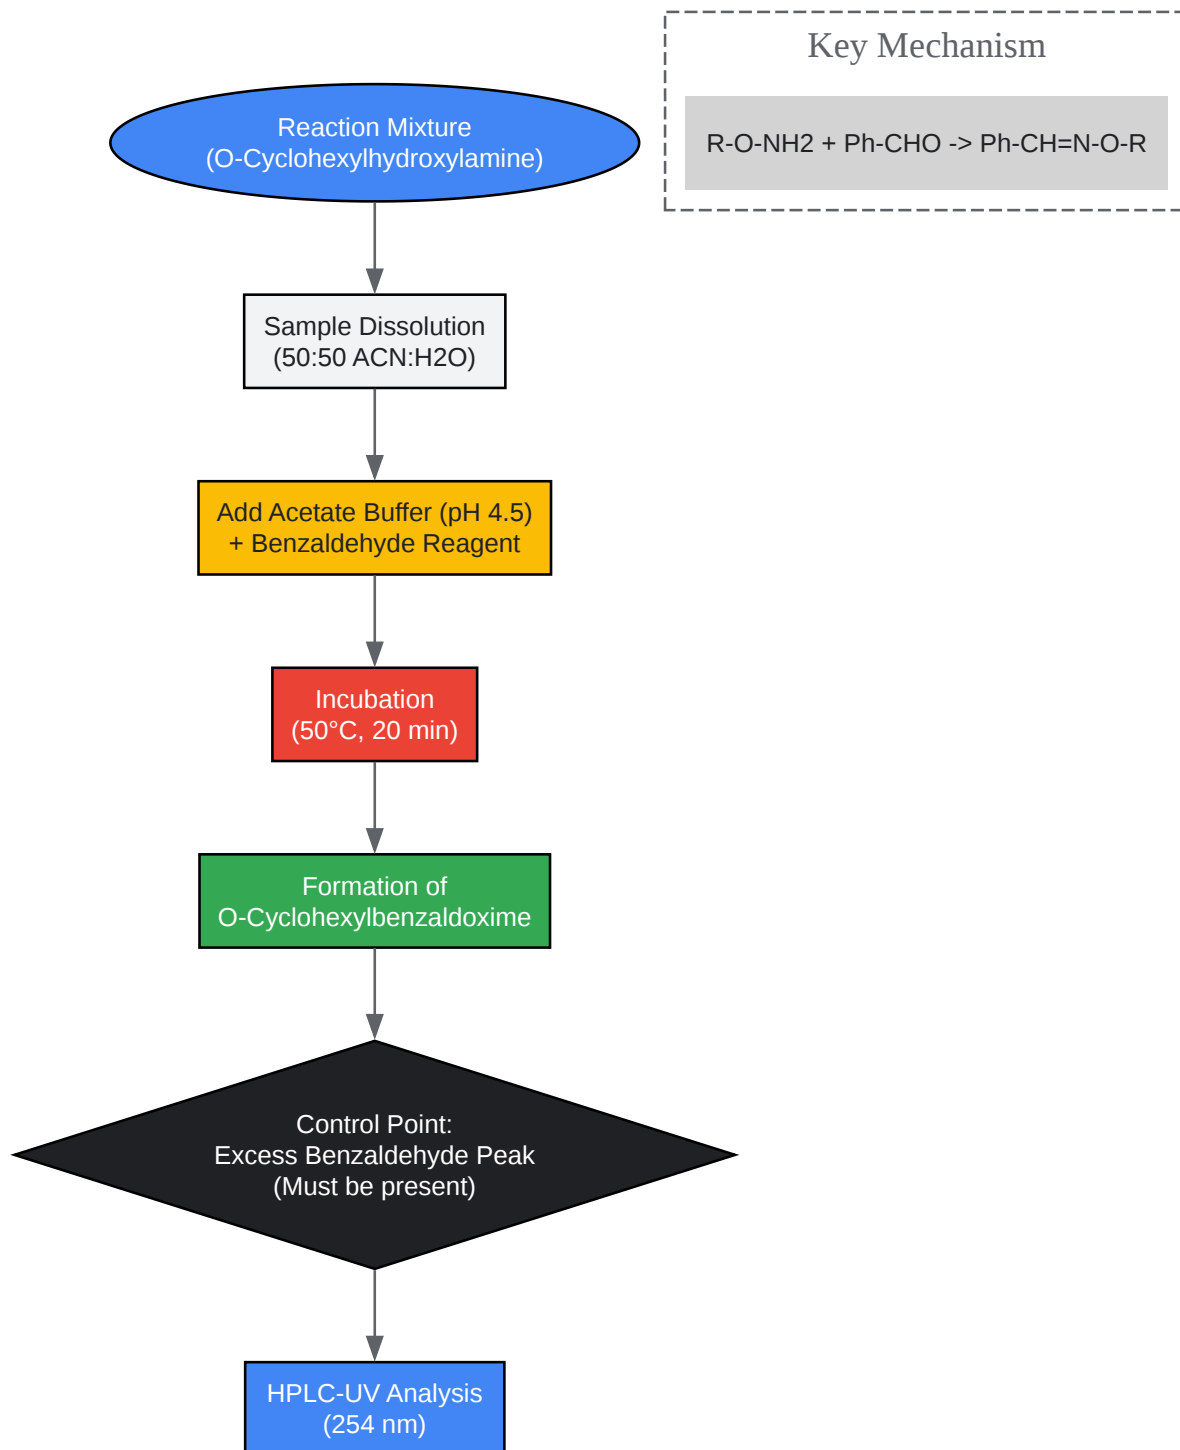 Key Mechanism
R-O-NH2 + Ph-CHO -> Ph-CH=N-O-R
Reaction Mixture
(O-Cyclohexylhydroxylamine)
Sample Dissolution
(50:50 ACN:H2O)
Add Acetate Buffer (pH 4.5)
+ Benzaldehyde Reagent
Incubation
(50°C, 20 min)
Formation of
O-Cyclohexylbenzaldoxime
Control Point:
Excess Benzaldehyde Peak
(Must be present)
HPLC-UV Analysis
(254 nm)